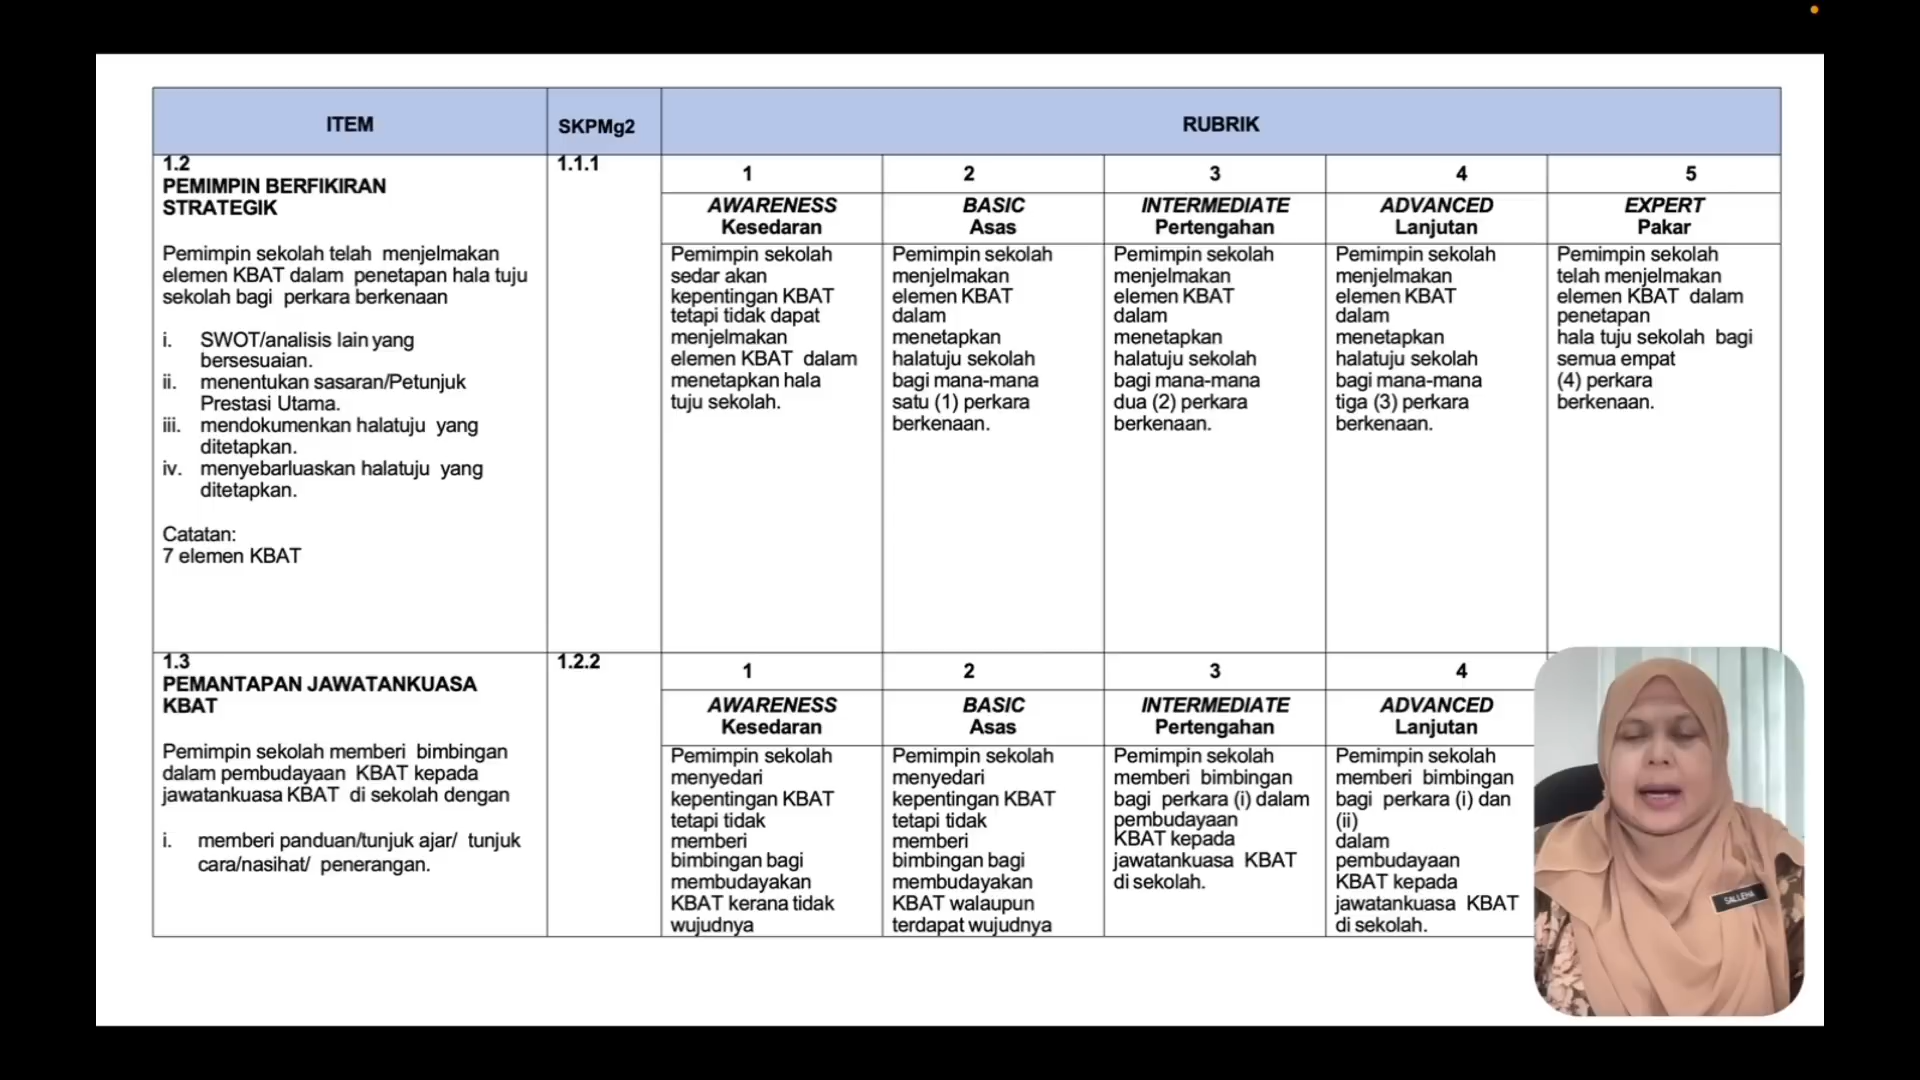 ITEM
SKPMg2
RUBRIK
1.2
PEMIMPIN BERFIKIRAN
STRATEGIK
Pemimpin sekolah telah menjelmakan
elemen KBAT dalam penetapan hala tuju
sekolah bagi perkara berkenaan
i. SWOT/analisis lain yang
bersesuaian.
ii. menentukan sasaran/Petunjuk
Prestasi Utama.
iii. mendokumenkan halatuju yang
ditetapkan.
iv. menyebarluaskan halatuju yang
ditetapkan.
Catatan:
7 elemen KBAT
1.1.1
1
AWARENESS
Kesedaran
Pemimpin sekolah
sedar akan
kepentingan KBAT
tetapi tidak dapat
menjelmakan
elemen KBAT dalam
menetapkan hala
tuju sekolah.
2
BASIC
Asas
Pemimpin sekolah
menjelmakan
elemen KBAT
dalam
menetapkan
halatuju sekolah
bagi mana-mana
satu (1) perkara
berkenaan.
3
INTERMEDIATE
Pertengahan
Pemimpin sekolah
menjelmakan
elemen KBAT
dalam
menetapkan
halatuju sekolah
bagi mana-mana
dua (2) perkara
berkenaan.
4
ADVANCED
Lanjutan
Pemimpin sekolah
menjelmakan
elemen KBAT
dalam
menetapkan
halatuju sekolah
bagi mana-mana
tiga (3) perkara
berkenaan.
5
EXPERT
Pakar
Pemimpin sekolah
telah menjelmakan
elemen KBAT dalam
penetapan
hala tuju sekolah bagi
semua empat
(4) perkara
berkenaan.
1.3
PEMANTAPAN JAWATANKUASA
KBAT
Pemimpin sekolah memberi bimbingan
dalam pembudayaan KBAT kepada
jawatankuasa KBAT di sekolah dengan
i. memberi panduan/tunjuk ajar/ tunjuk
cara/nasihat/ penerangan.
1.2.2
1
AWARENESS
Kesedaran
Pemimpin sekolah
menyedari
kepentingan KBAT
tetapi tidak
memberi
bimbingan bagi
membudayakan
KBAT kerana tidak
wujudnya
2
BASIC
Asas
Pemimpin sekolah
menyedari
kepentingan KBAT
tetapi tidak
memberi
bimbingan bagi
membudayakan
KBAT walaupun
terdapat wujudnya
3
INTERMEDIATE
Pertengahan
Pemimpin sekolah
memberi bimbingan
bagi perkara (i) dalam
pembudayaan
KBAT kepada
jawatankuasa KBAT
di sekolah.
4
ADVANCED
Lanjutan
Pemimpin sekolah
memberi bimbingan
bagi perkara (i) dan
(ii)
dalam
pembudayaan
KBAT kepada
jawatankuasa KBAT
di sekolah.
SALLEHA